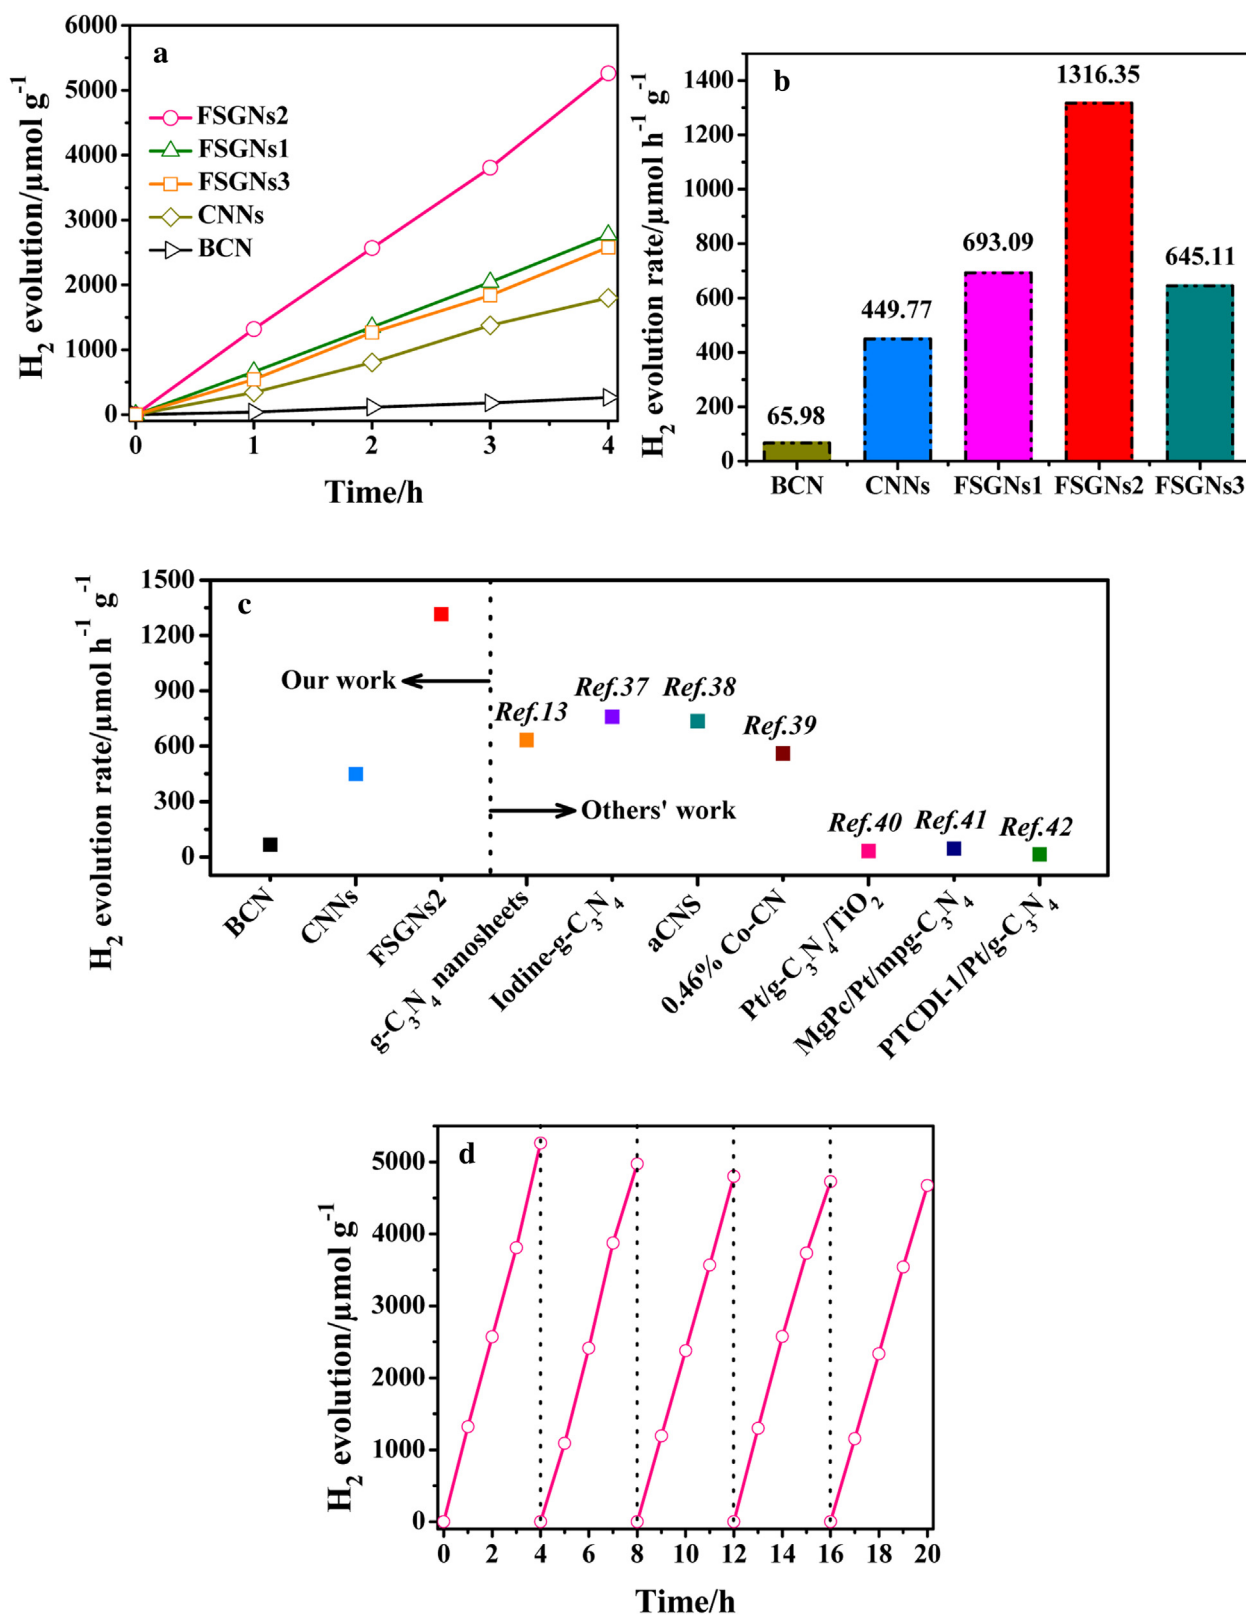 a
H₂ evolution/μmol g⁻¹
6000
5000
4000
3000
2000
1000
0
FSGNs2
FSGNs1
FSGNs3
CNNs
BCN
0 1 2 3 4
Time/h
b
H₂ evolution rate/μmol h⁻¹ g⁻¹
1400
1200
1000
800
600
400
200
0
65.98
449.77
693.09
1316.35
645.11
BCN CNNs FSGNs1 FSGNs2 FSGNs3
c
H₂ evolution rate/μmol h⁻¹ g⁻¹
1500
1200
900
600
300
0
Our work
Others' work
Ref.13
Ref.37
Ref.38
Ref.39
Ref.40
Ref.41
Ref.42
BCN
CNNs
FSGNs2
g-C₃N₄ nanosheets
Iodine-g-C₃N₄
aCNS
0.46% Co-CN
Pt/g-C₃N₄/TiO₂
MgPc/Pt/mpg-C₃N₄
PTCDI-1/Pt/g-C₃N₄
d
H₂ evolution/μmol g⁻¹
5000
4000
3000
2000
1000
0
0 2 4 6 8 10 12 14 16 18 20
Time/h